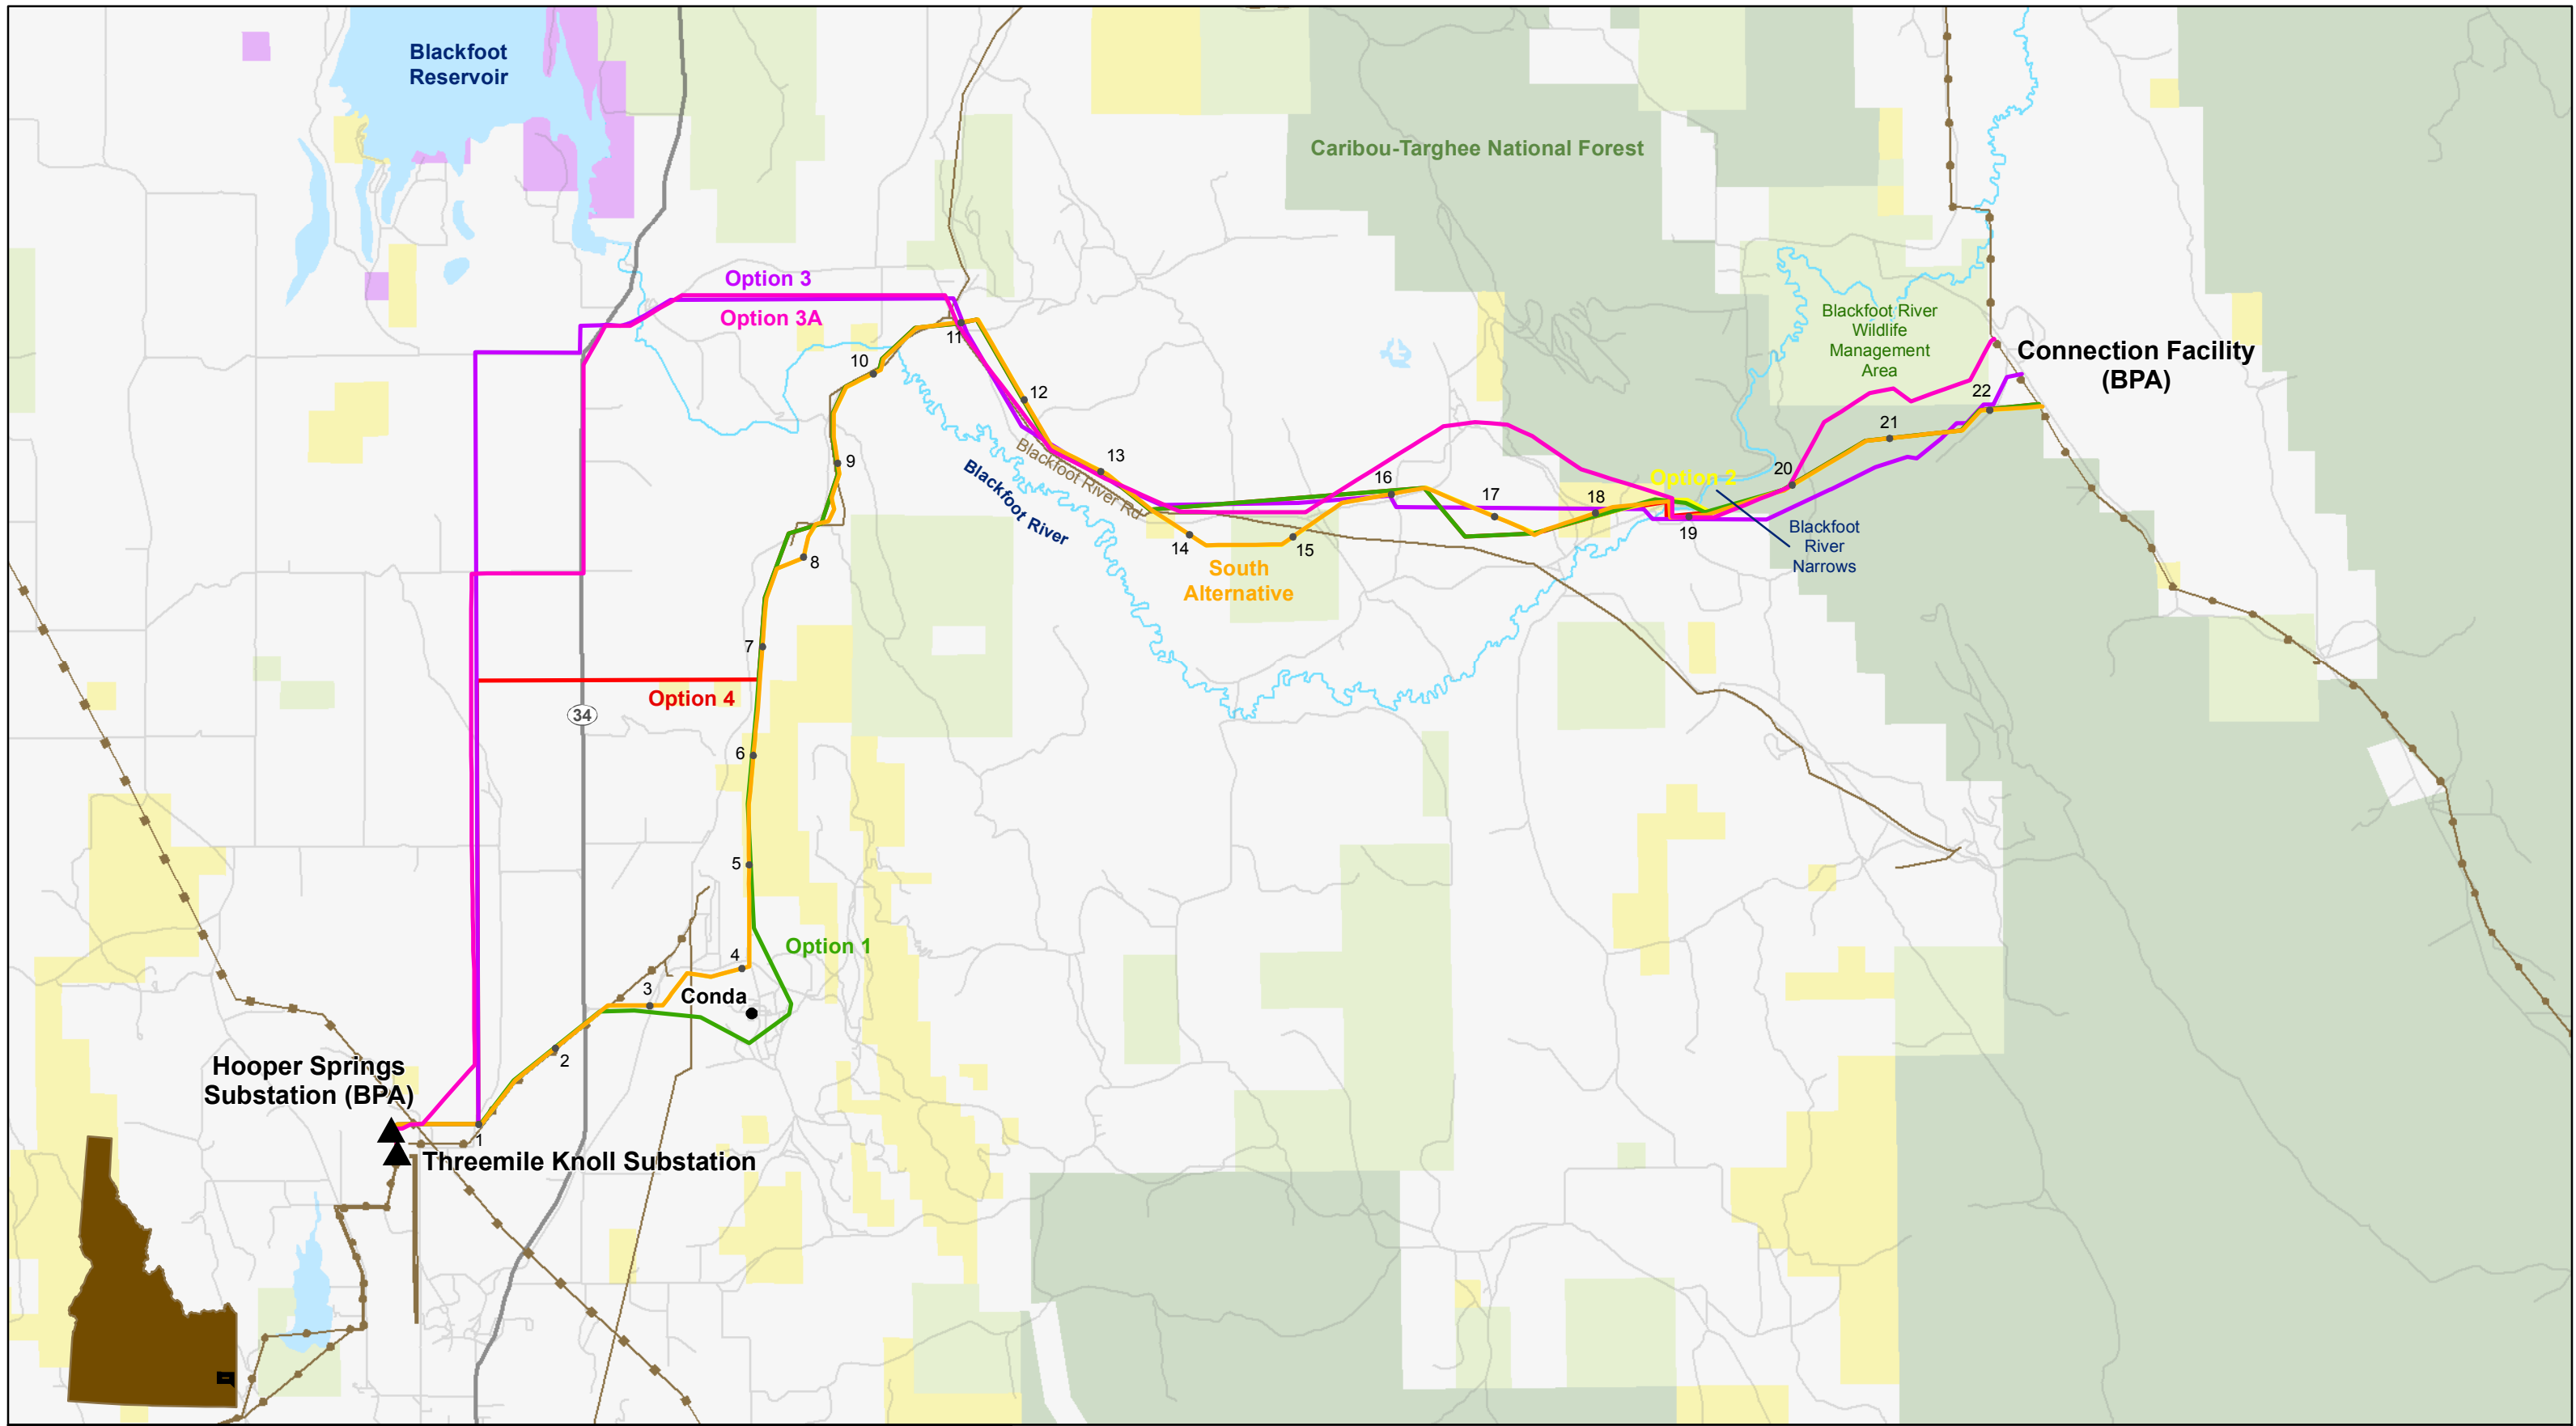 Blackfoot
Reservoir
Caribou-Targhee National Forest
Option 3
Option 3A
Blackfoot River
Wildlife
Management
Area
Connection Facility
(BPA)
11
10
12
22
21
9
13
Blackfoot River Rd
Blackfoot River
16
17
18
Option 2
20
19
Blackfoot
River
Narrows
14
15
8
South
Alternative
7
Option 4
34
6
5
Option 1
4
3
Conda
2
Hooper Springs
Substation (BPA)
1
Threemile Knoll Substation